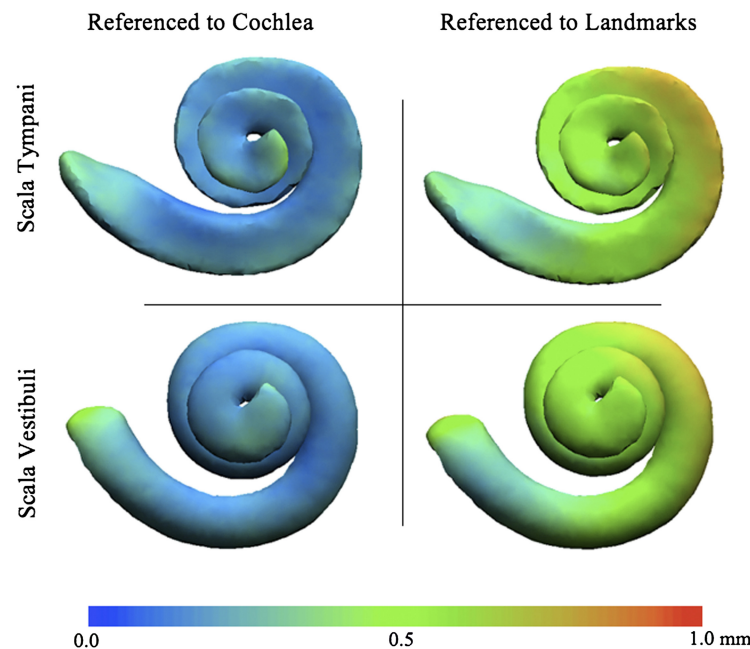 Referenced to Cochlea
Referenced to Landmarks
Scala Tympani
Scala Vestibuli
0.0
0.5
1.0 mm